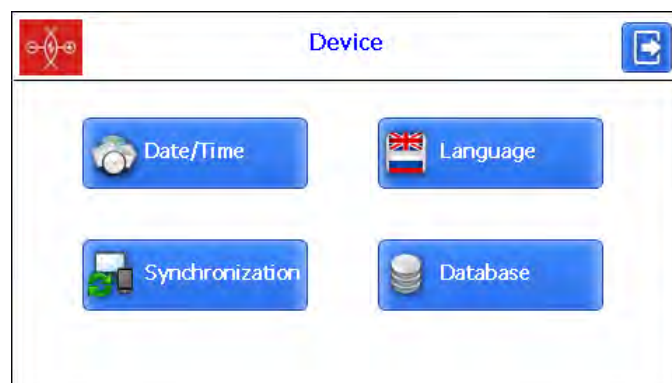 Device
Date/Time
Language
Synchronization
Database